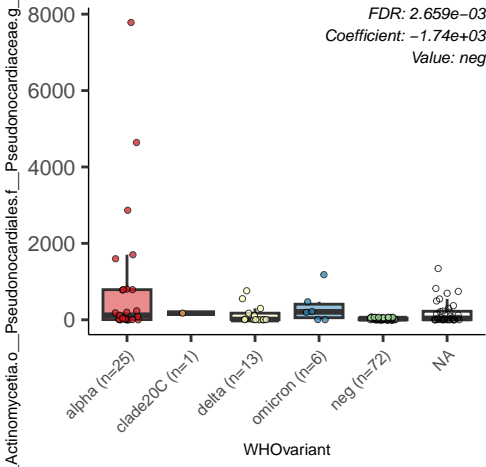 FDR: 2.659e−03
Coefficient: −1.74e+03
Value: neg
Actinomycetia.o__Pseudonocardiales.f__Pseudonocardiaceae.g_
8000
6000
4000
2000
0
alpha (n=25)
clade20C (n=1)
delta (n=13)
omicron (n=6)
neg (n=72)
NA
WHOvariant